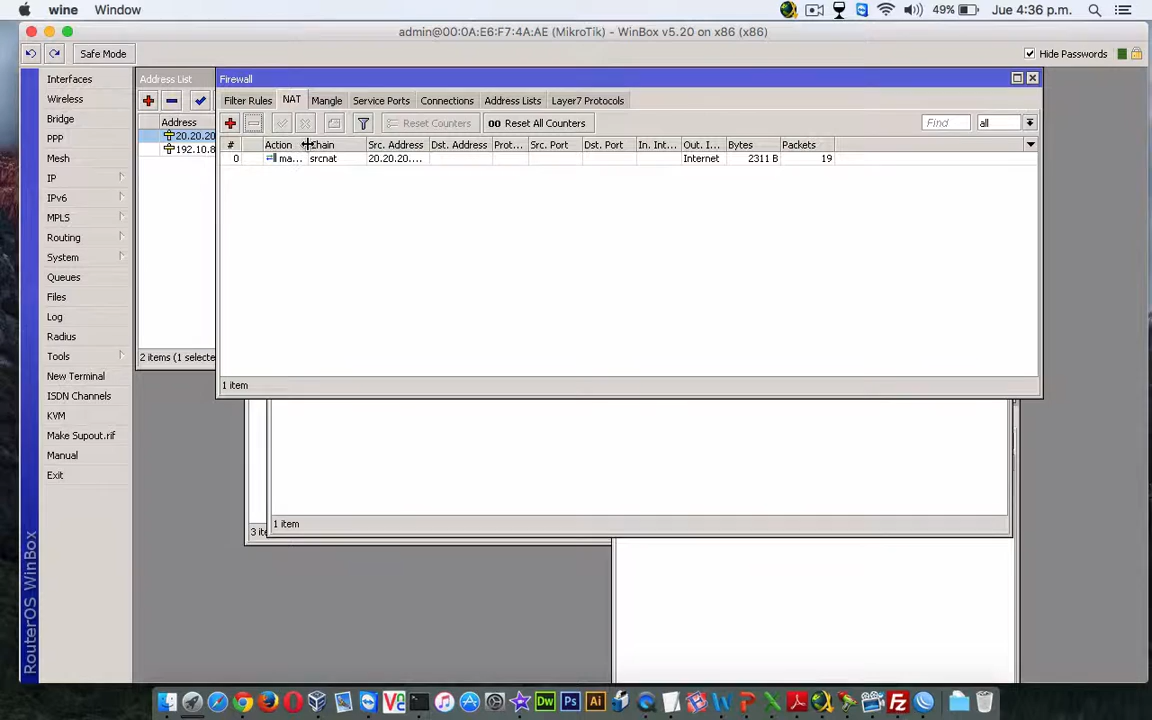 wine Window 49% Jue 4:36 p.m.
admin@00:0A:E6:F7:4A:AE (MikroTik) - WinBox v5.20 on x86 (x86)
Safe Mode Hide Passwords
Interfaces
Wireless
Bridge
PPP
Mesh
IP
IPv6
MPLS
Routing
System
Queues
Files
Log
Radius
Tools
New Terminal
ISDN Channels
KVM
Make Supout.rif
Manual
Exit
RouterOS WinBox
Address List
Address
20.20.20
192.10.8
2 items (1 selecte
Firewall
Filter Rules NAT Mangle Service Ports Connections Address Lists Layer7 Protocols
Reset Counters 00 Reset All Counters Find all
# Action Chain Src. Address Dst. Address Prot... Src. Port Dst. Port In. Int... Out. I... Bytes Packets
0 ma... srcnat 20.20.20.... Internet 2311 B 19
1 item
1 item
3 ite
Dw Ps Ai